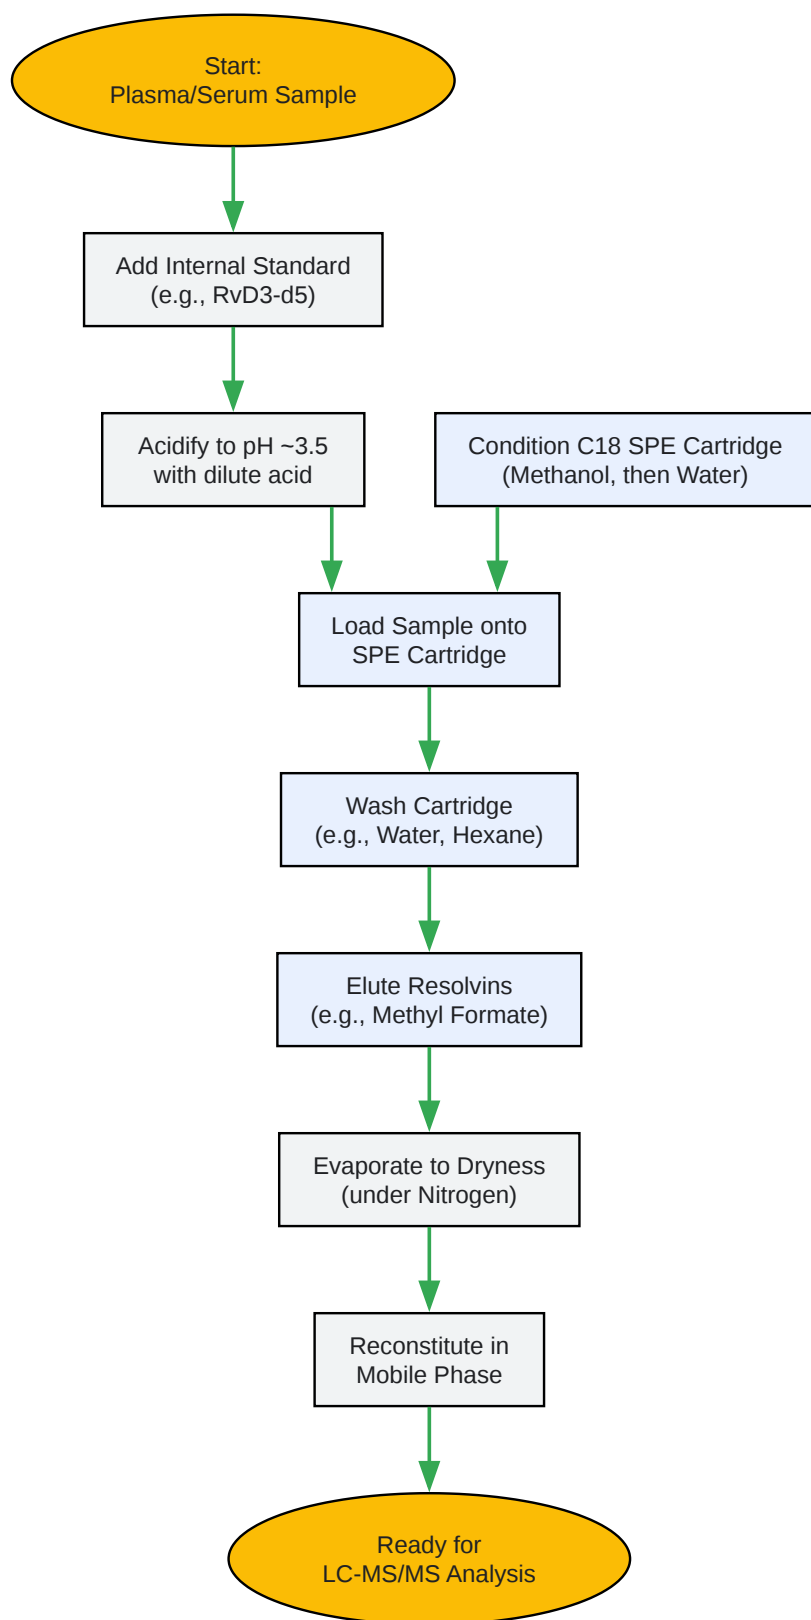 Start:
Plasma/Serum Sample
Add Internal Standard
(e.g., RvD3-d5)
Acidify to pH ~3.5
with dilute acid
Condition C18 SPE Cartridge
(Methanol, then Water)
Load Sample onto
SPE Cartridge
Wash Cartridge
(e.g., Water, Hexane)
Elute Resolvins
(e.g., Methyl Formate)
Evaporate to Dryness
(under Nitrogen)
Reconstitute in
Mobile Phase
Ready for
LC-MS/MS Analysis